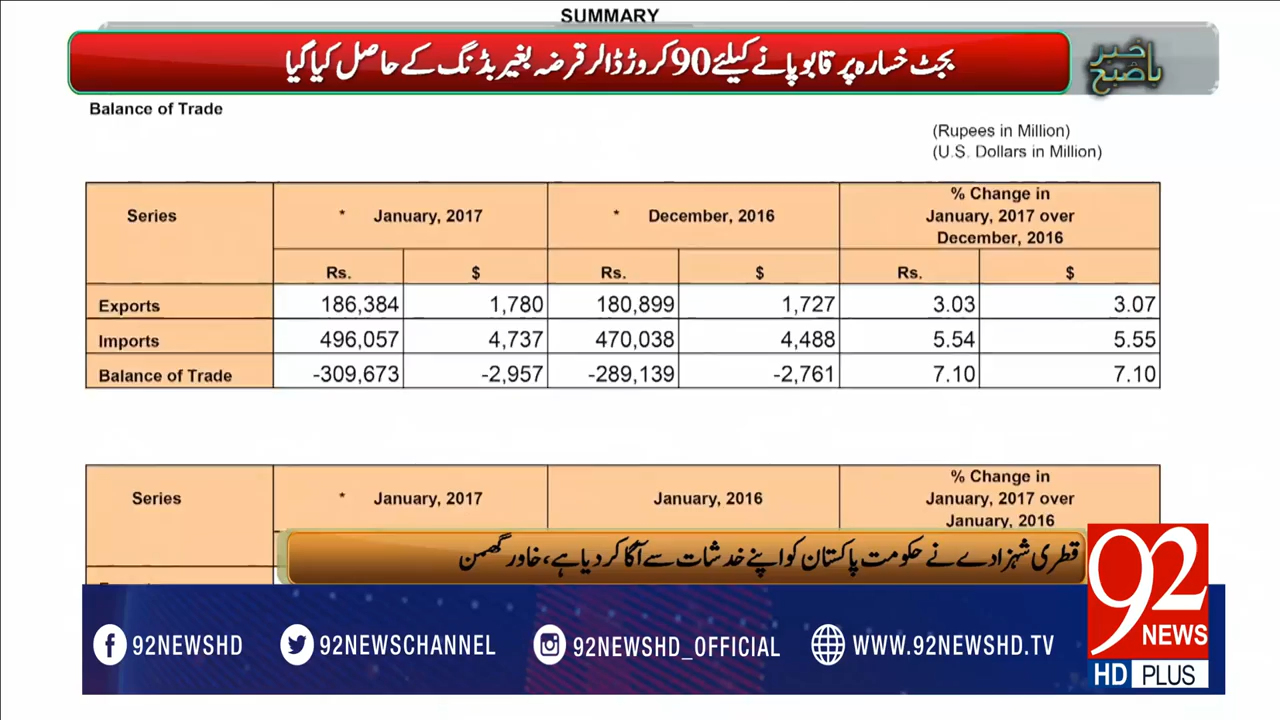 SUMMARY
بجٹ خسارہ پر قابو پانے کیلئے 90 کروڑ ڈالر قرضہ بغیر بڈنگ کے حاصل کیا گیا
باخبر صبح
Balance of Trade
(Rupees in Million)
(U.S. Dollars in Million)
Series * January, 2017 * December, 2016 % Change in January, 2017 over December, 2016
Rs. $ Rs. $ Rs. $
Exports 186,384 1,780 180,899 1,727 3.03 3.07
Imports 496,057 4,737 470,038 4,488 5.54 5.55
Balance of Trade -309,673 -2,957 -289,139 -2,761 7.10 7.10
Series * January, 2017 January, 2016 % Change in January, 2017 over January, 2016
قطری شہزادے نے حکومت پاکستان کو اپنے خدشات سے آگا کر دیا ہے، خاور گھمن
92NEWSHD 92NEWSCHANNEL 92NEWSHD_OFFICIAL WWW.92NEWSHD.TV
92 NEWS
HD PLUS